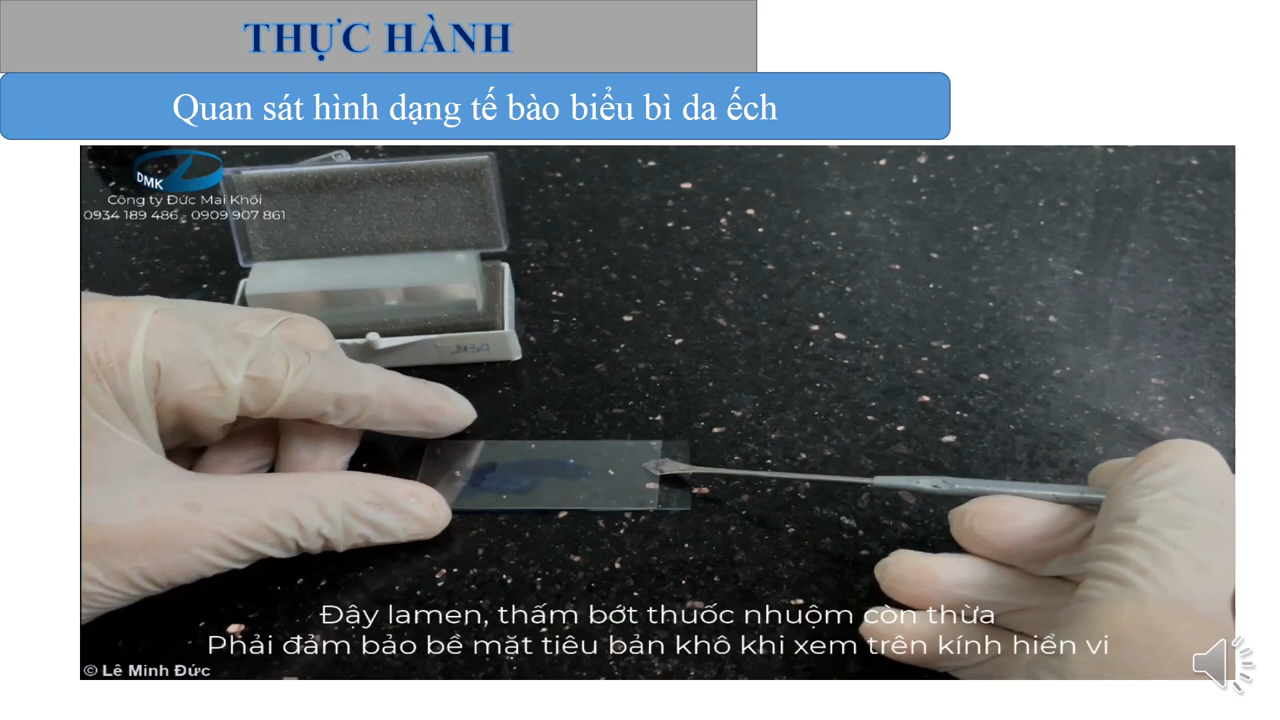 THỰC HÀNH
Quan sát hình dạng tế bào biểu bì da ếch
DMK
Công ty Đức Mai Khôi
0934 189 486 - 0909 907 861
Đậy lamen, thấm bớt thuốc nhuộm còn thừa
Phải đảm bảo bề mặt tiêu bản khô khi xem trên kính hiển vi
© Lê Minh Đức